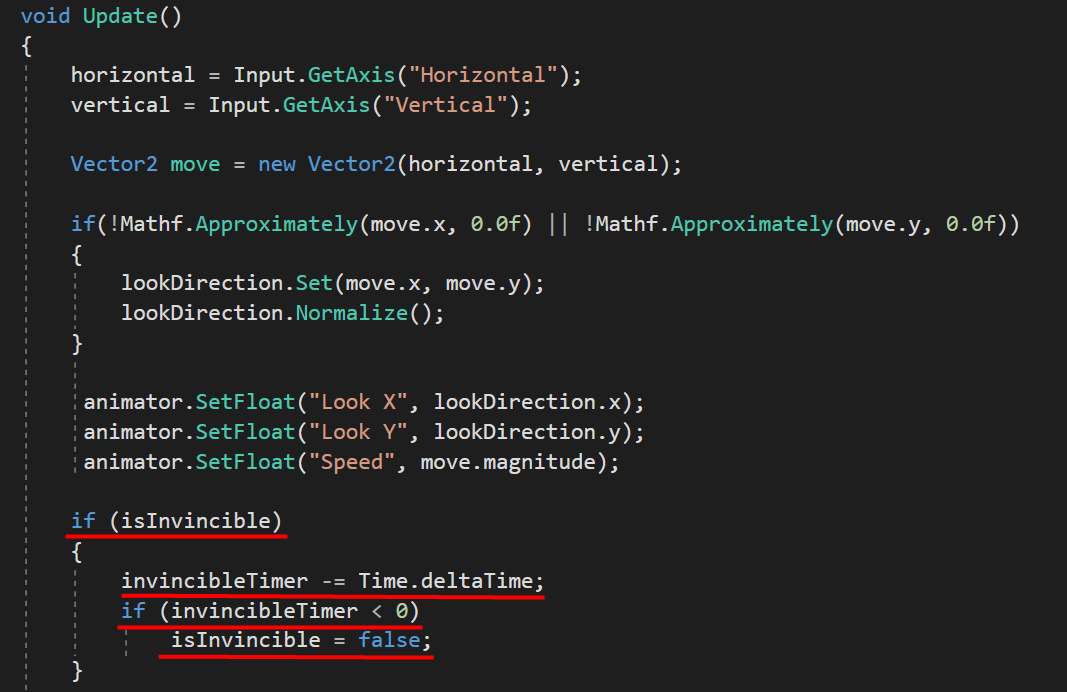 void Update()
{
horizontal = Input.GetAxis("Horizontal");
vertical = Input.GetAxis("Vertical");
Vector2 move = new Vector2(horizontal, vertical);
if(!Mathf.Approximately(move.x, 0.0f) || !Mathf.Approximately(move.y, 0.0f))
{
lookDirection.Set(move.x, move.y);
lookDirection.Normalize();
}
animator.SetFloat("Look X", lookDirection.x);
animator.SetFloat("Look Y", lookDirection.y);
animator.SetFloat("Speed", move.magnitude);
if (isInvincible)
{
invincibleTimer -= Time.deltaTime;
if (invincibleTimer < 0)
isInvincible = false;
}